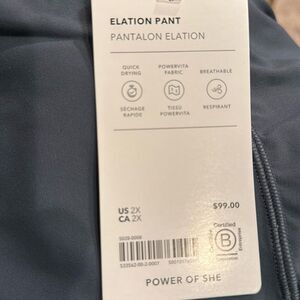 ELATION PANT
PANTALON ELATION
QUICK DRYING
POWERVITA FABRIC
BREATHABLE
SÉCHAGE RAPIDE
TISSU POWERVITA
RESPIRANT
US 2X
CA 2X
$99.00
Certified
B
Corporation
POWER OF SHE